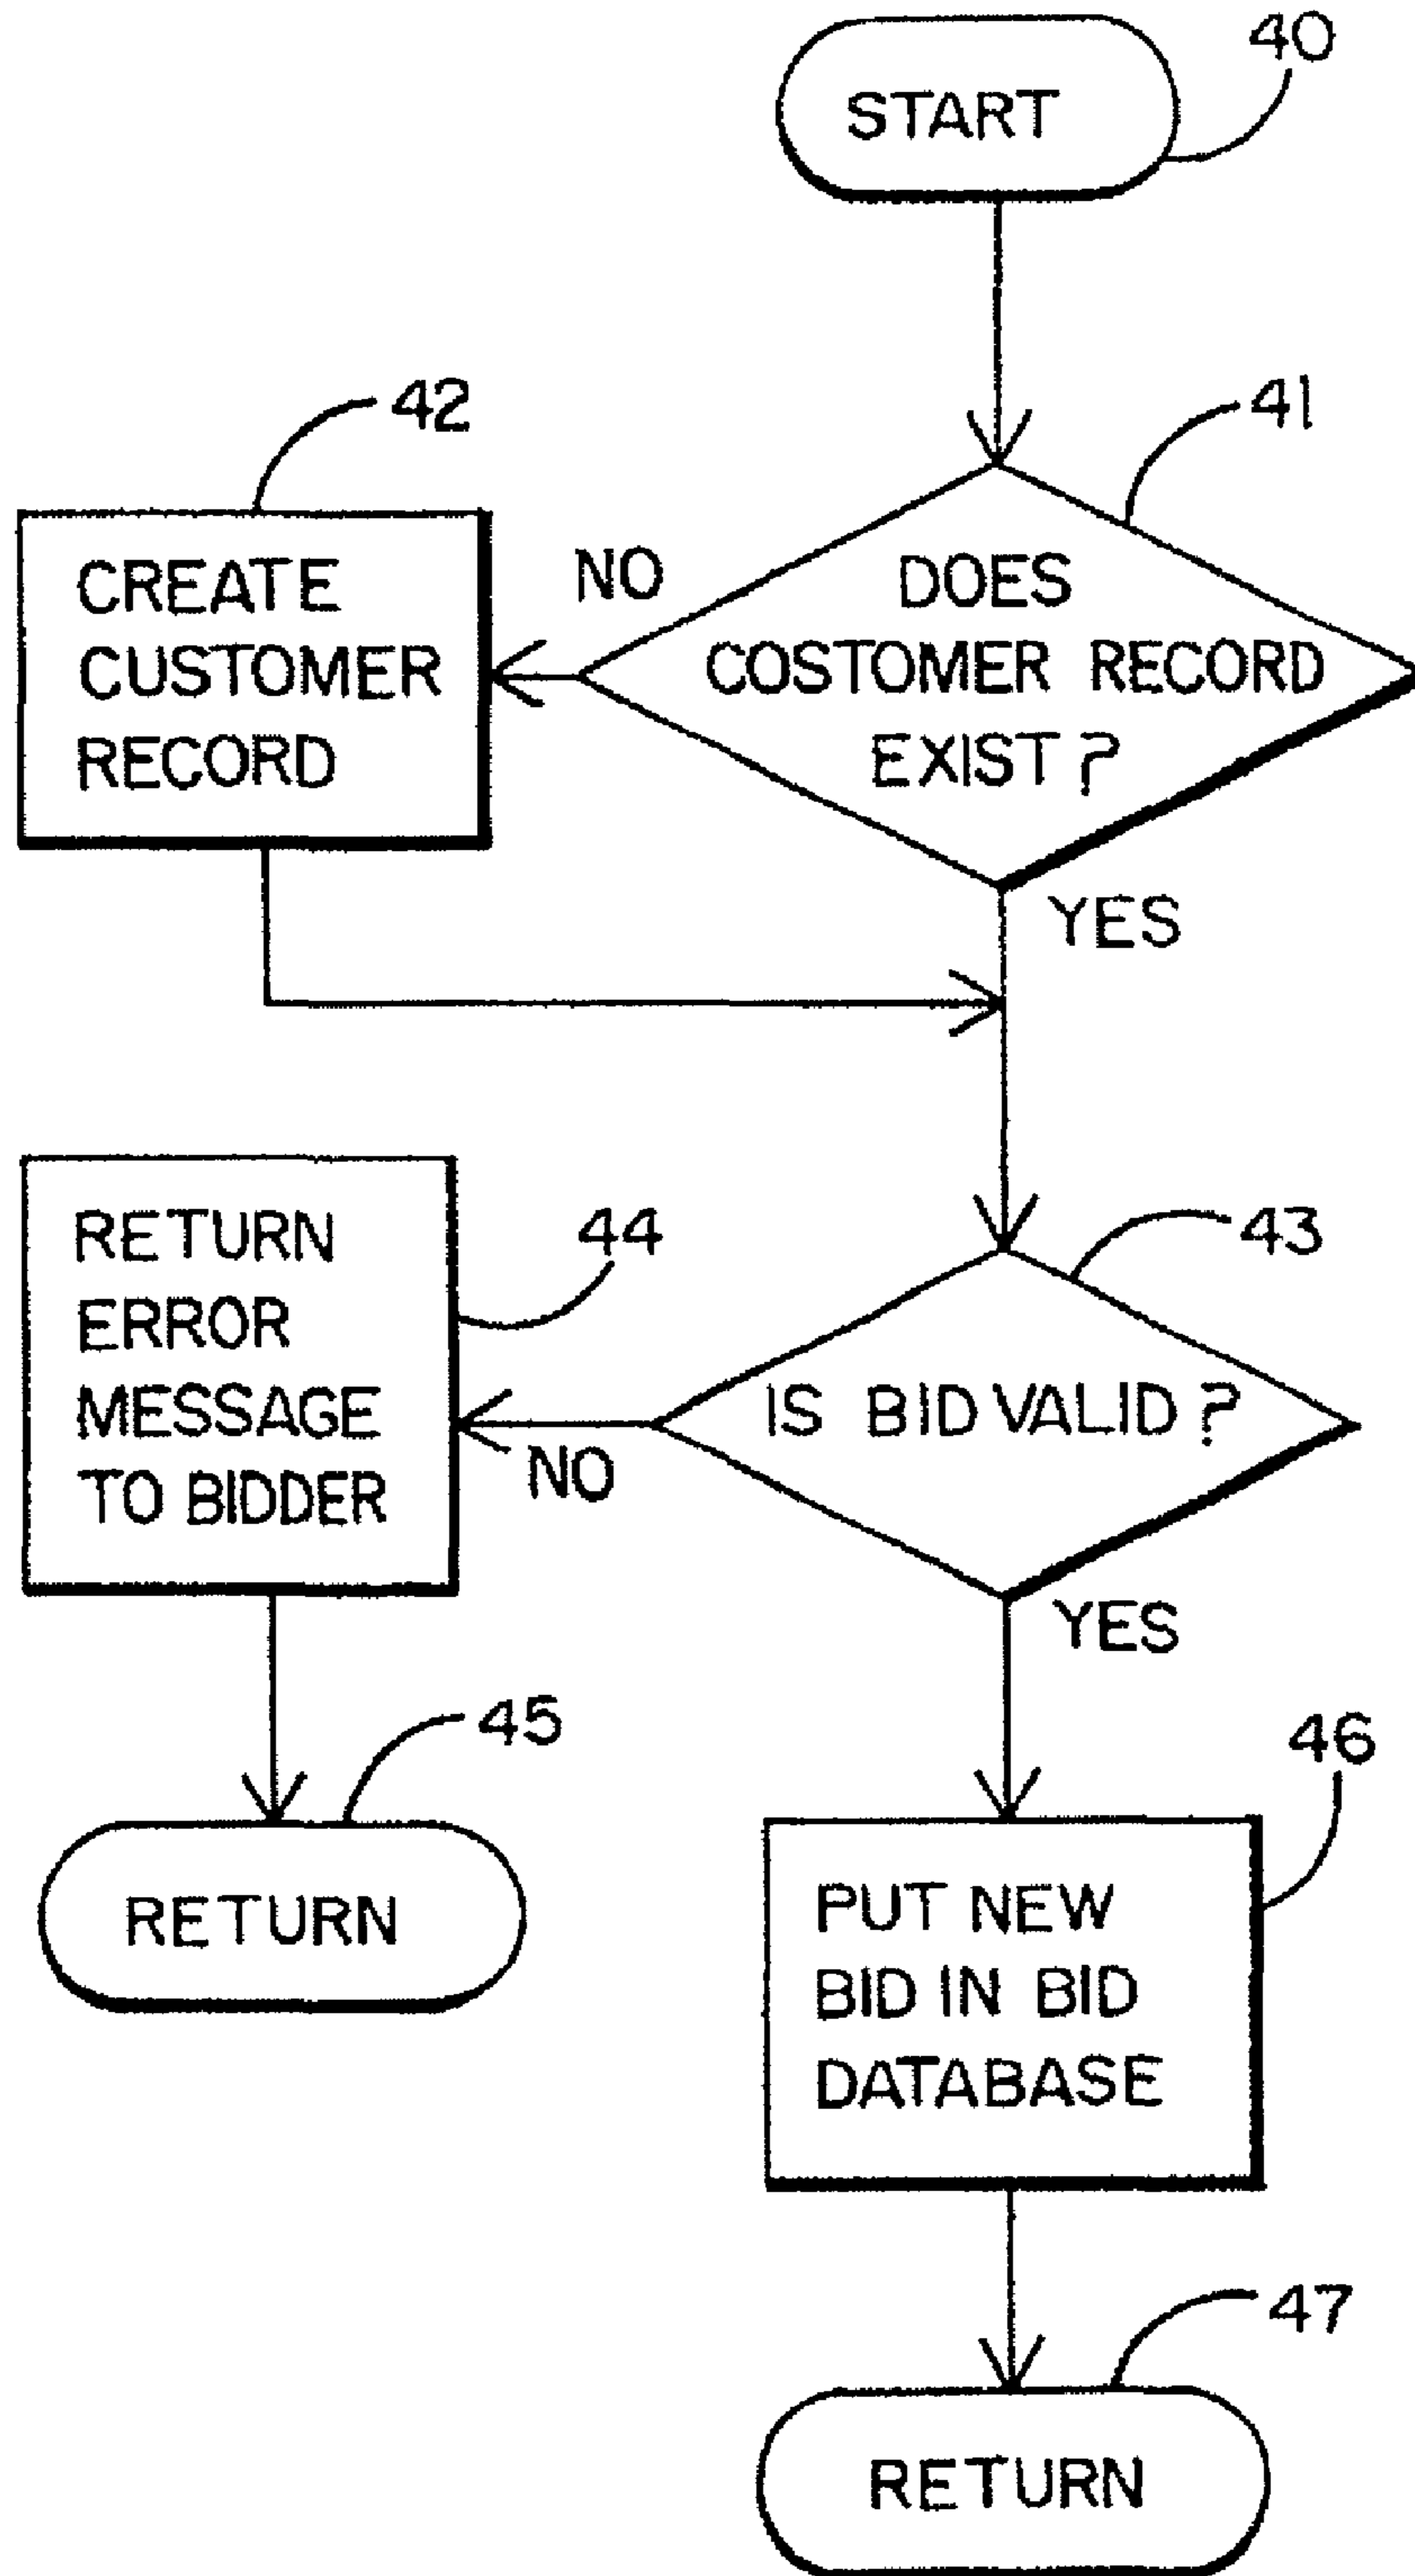 40
START
41
DOES
COSTOMER RECORD
EXIST?
NO
42
CREATE
CUSTOMER
RECORD
YES
43
IS BID VALID?
NO
44
RETURN
ERROR
MESSAGE
TO BIDDER
45
RETURN
YES
46
PUT NEW
BID IN BID
DATABASE
47
RETURN